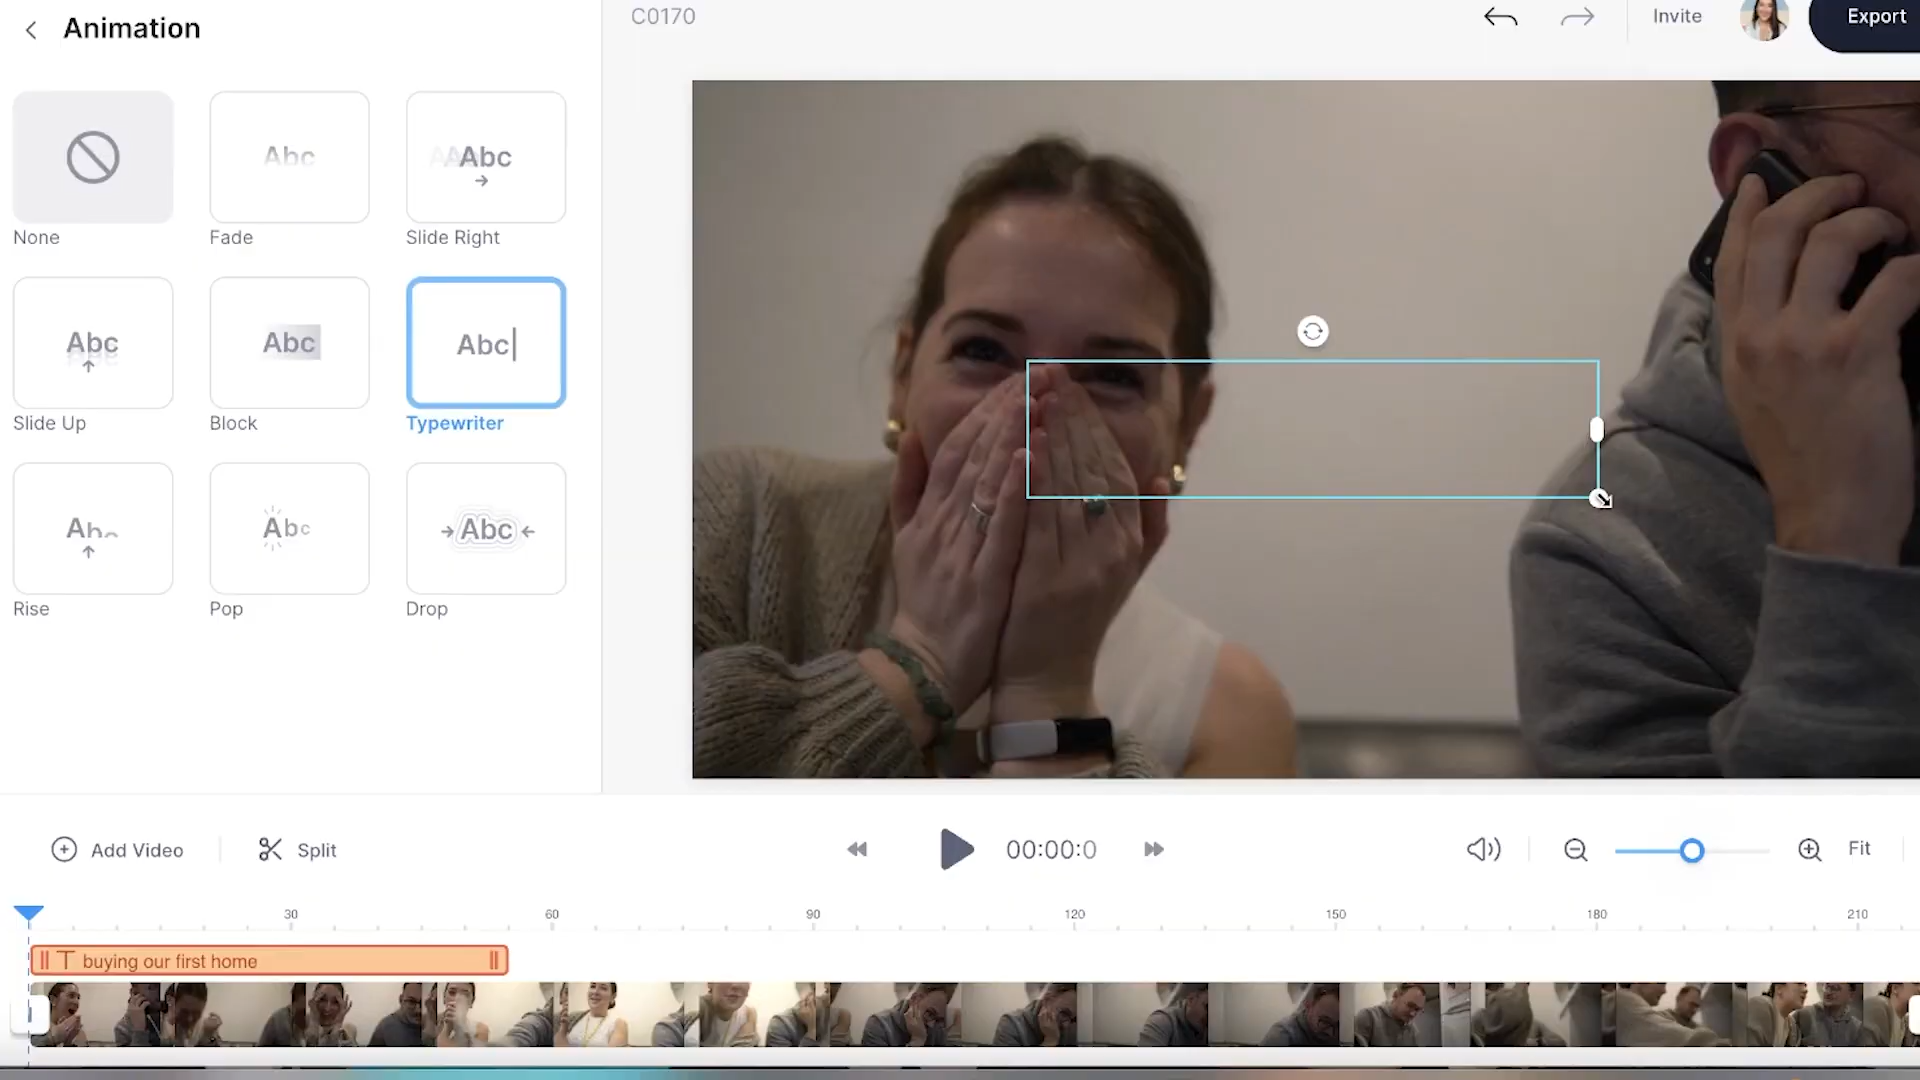 Animation
C0170
Invite
Export
Abc
Abc
None
Fade
Slide Right
Abc
Abc
Abc
Slide Up
Block
Typewriter
Abc
Abc
Abc
Rise
Pop
Drop
Add Video
Split
00:00:0
Fit
30
60
90
120
150
180
210
buying our first home